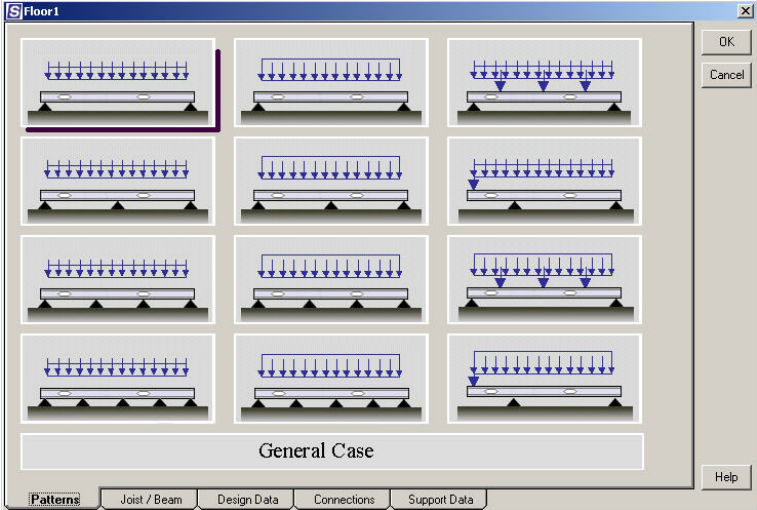 Floor1
OK
Cancel
General Case
Help
Patterns
Joist / Beam
Design Data
Connections
Support Data